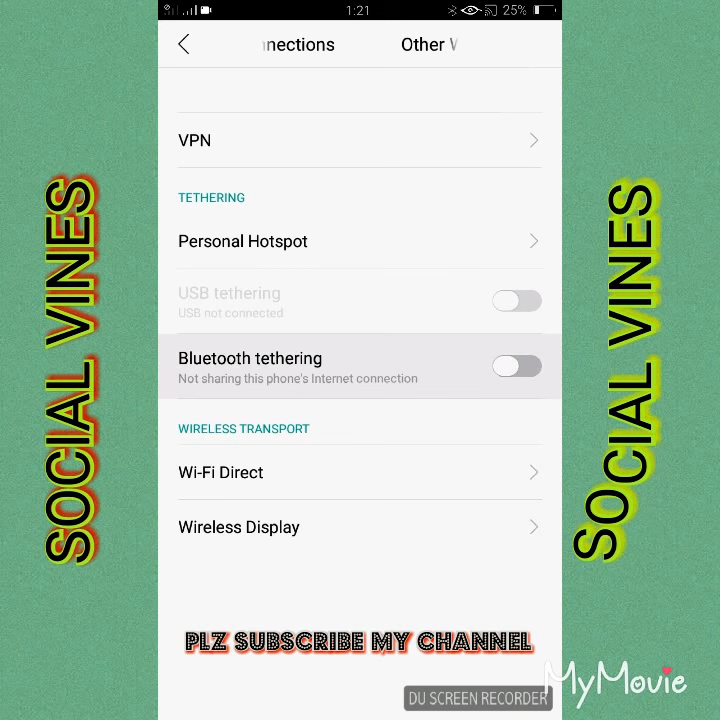 1:21
25%
nections
Other W
VPN
TETHERING
Personal Hotspot
USB tethering
USB not connected
Bluetooth tethering
Not sharing this phone's Internet connection
WIRELESS TRANSPORT
Wi-Fi Direct
Wireless Display
SOCIAL VINES
SOCIAL VINES
PLZ SUBSCRIBE MY CHANNEL
DU SCREEN RECORDER
MyMovie